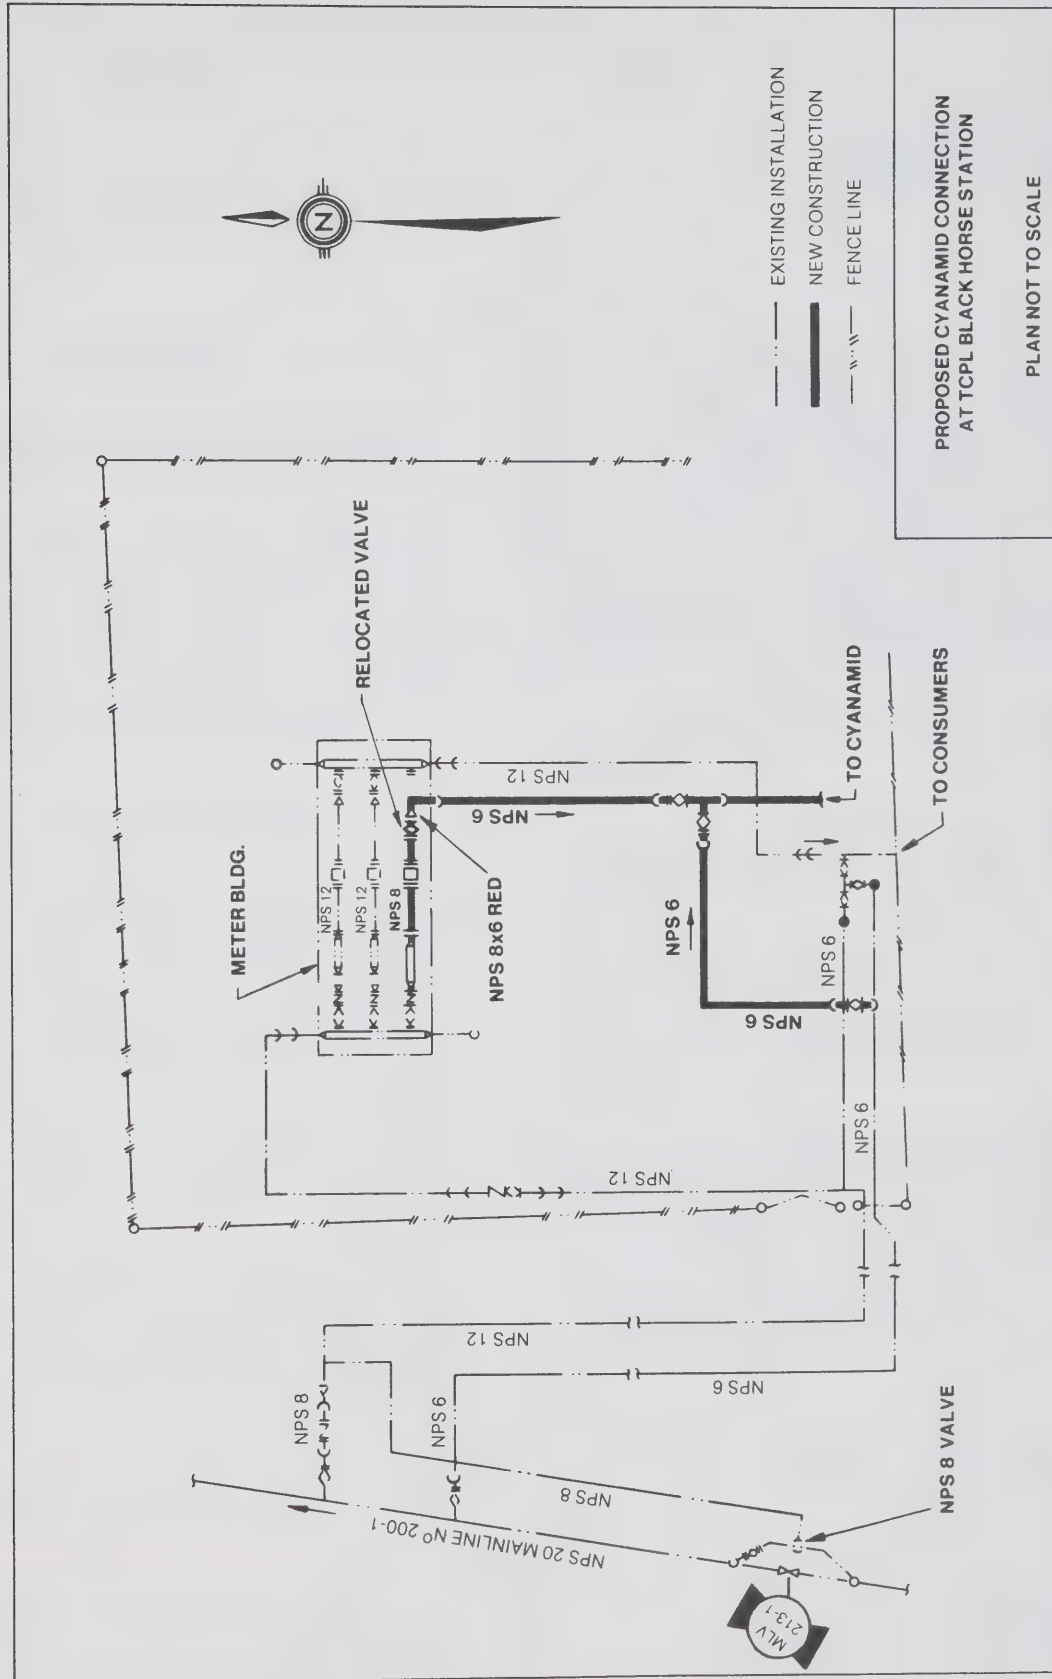 METER BLDG.
NPS 12
NPS 12
NPS 8
RELOCATED VALVE
NPS 8x6 RED
NPS 12
NPS 6
NPS 6
NPS 6
NPS 6
NPS 6
TO CYANAMID
TO CONSUMERS
NPS 12
NPS 8
NPS 12
NPS 6
NPS 6
NPS 8
NPS 20 MAINLINE Nº 200-1
MLV
213-1
NPS 8 VALVE
N
EXISTING INSTALLATION
NEW CONSTRUCTION
FENCE LINE
PROPOSED CYANAMID CONNECTION
AT TCPL BLACK HORSE STATION
PLAN NOT TO SCALE